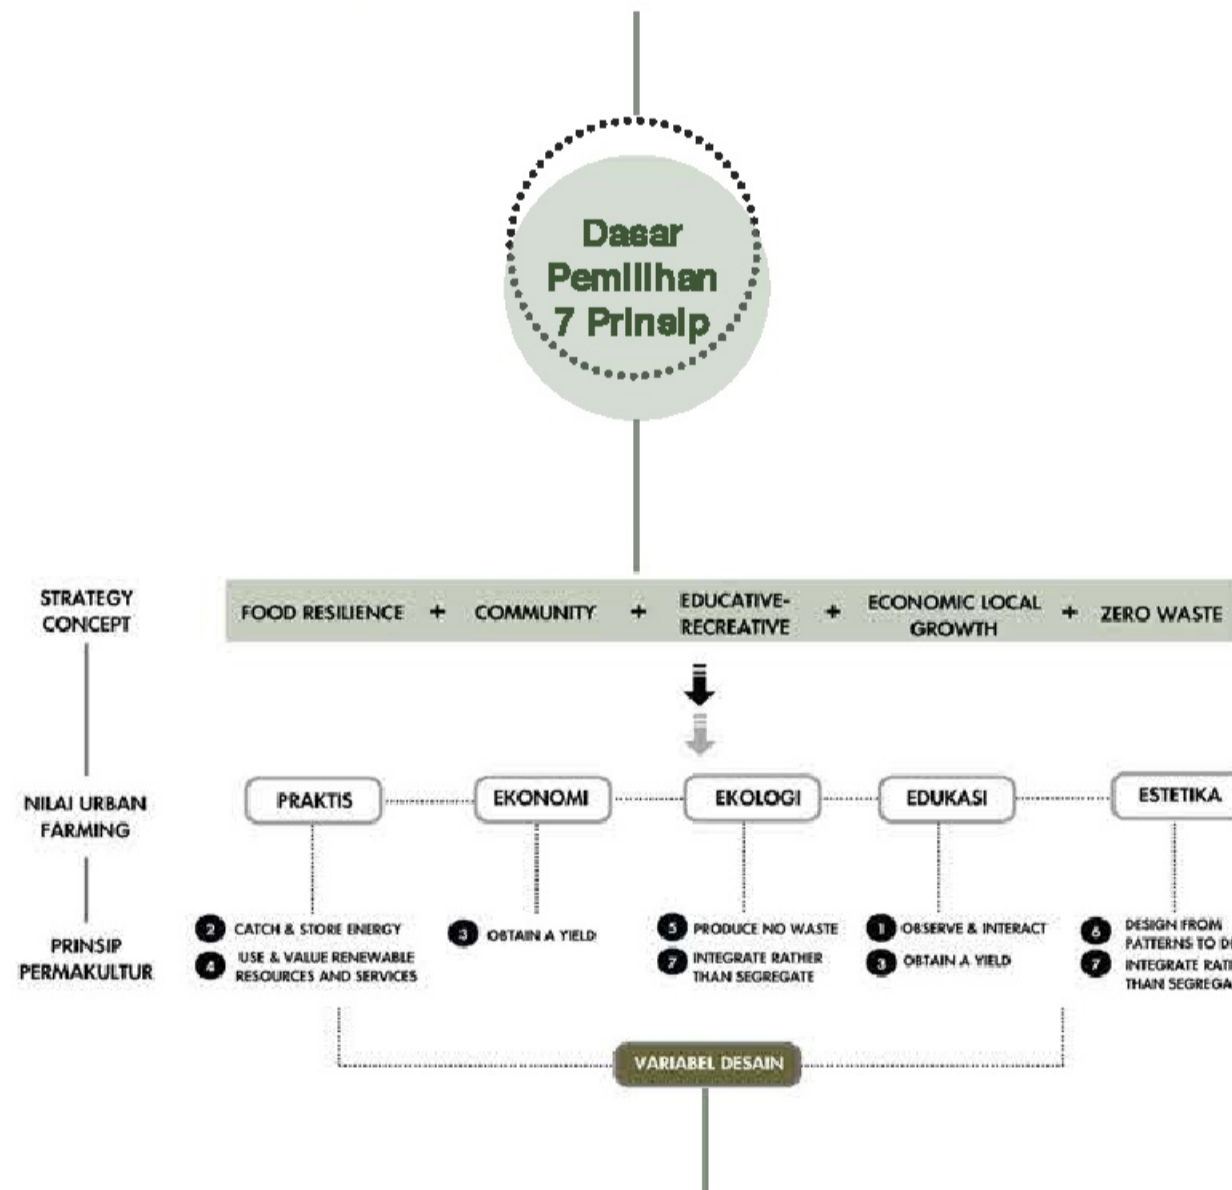 Dasar
Pemilihan
7 Prinsip
STRATEGY
CONCEPT
FOOD RESILIENCE + COMMUNITY + EDUCATIVE-
RECREATIVE + ECONOMIC LOCAL
GROWTH + ZERO WASTE
NILAI URBAN
FARMING
PRAKTIS
EKONOMI
EKOLOGI
EDUKASI
ESTETIKA
PRINSIP
PERMAKULTUR
2 CATCH & STORE ENERGY
4 USE & VALUE RENEWABLE
RESOURCES AND SERVICES
3 OBTAIN A YIELD
5 PRODUCE NO WASTE
7 INTEGRATE RATHER
THAN SEGREGATE
1 OBSERVE & INTERACT
3 OBTAIN A YIELD
6 DESIGN FROM
PATTERNS TO
7 INTEGRATE
THAN
VARIABEL DESAIN